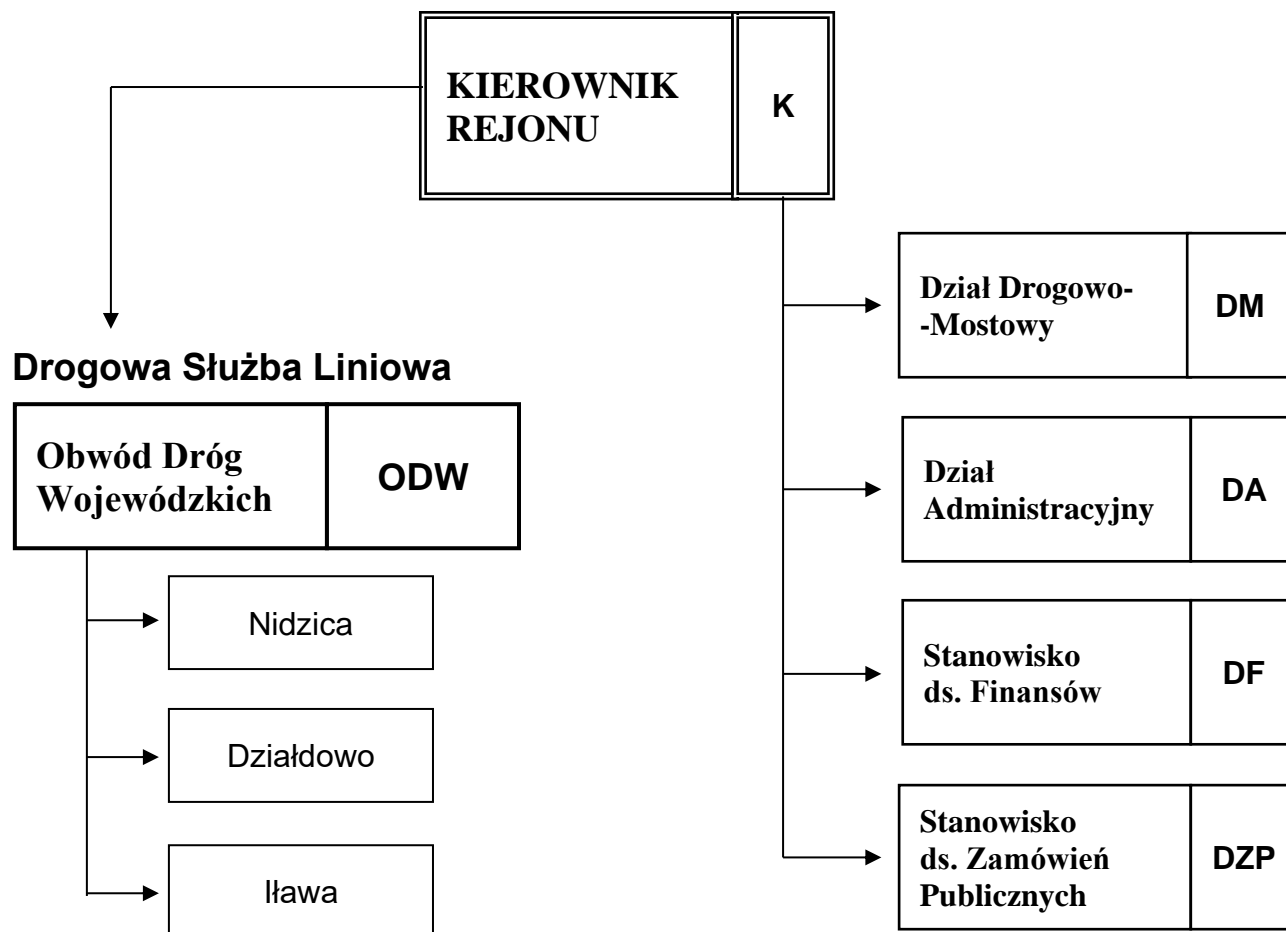 KIEROWNIK
REJONU
K
Drogowa Służba Liniowa
Obwód Dróg
Wojewódzkich
ODW
Nidzica
Działdowo
Iława
Dział Drogowo-
-Mostowy
DM
Dział
Administracyjny
DA
Stanowisko
ds. Finansów
DF
Stanowisko
ds. Zamówień
Publicznych
DZP